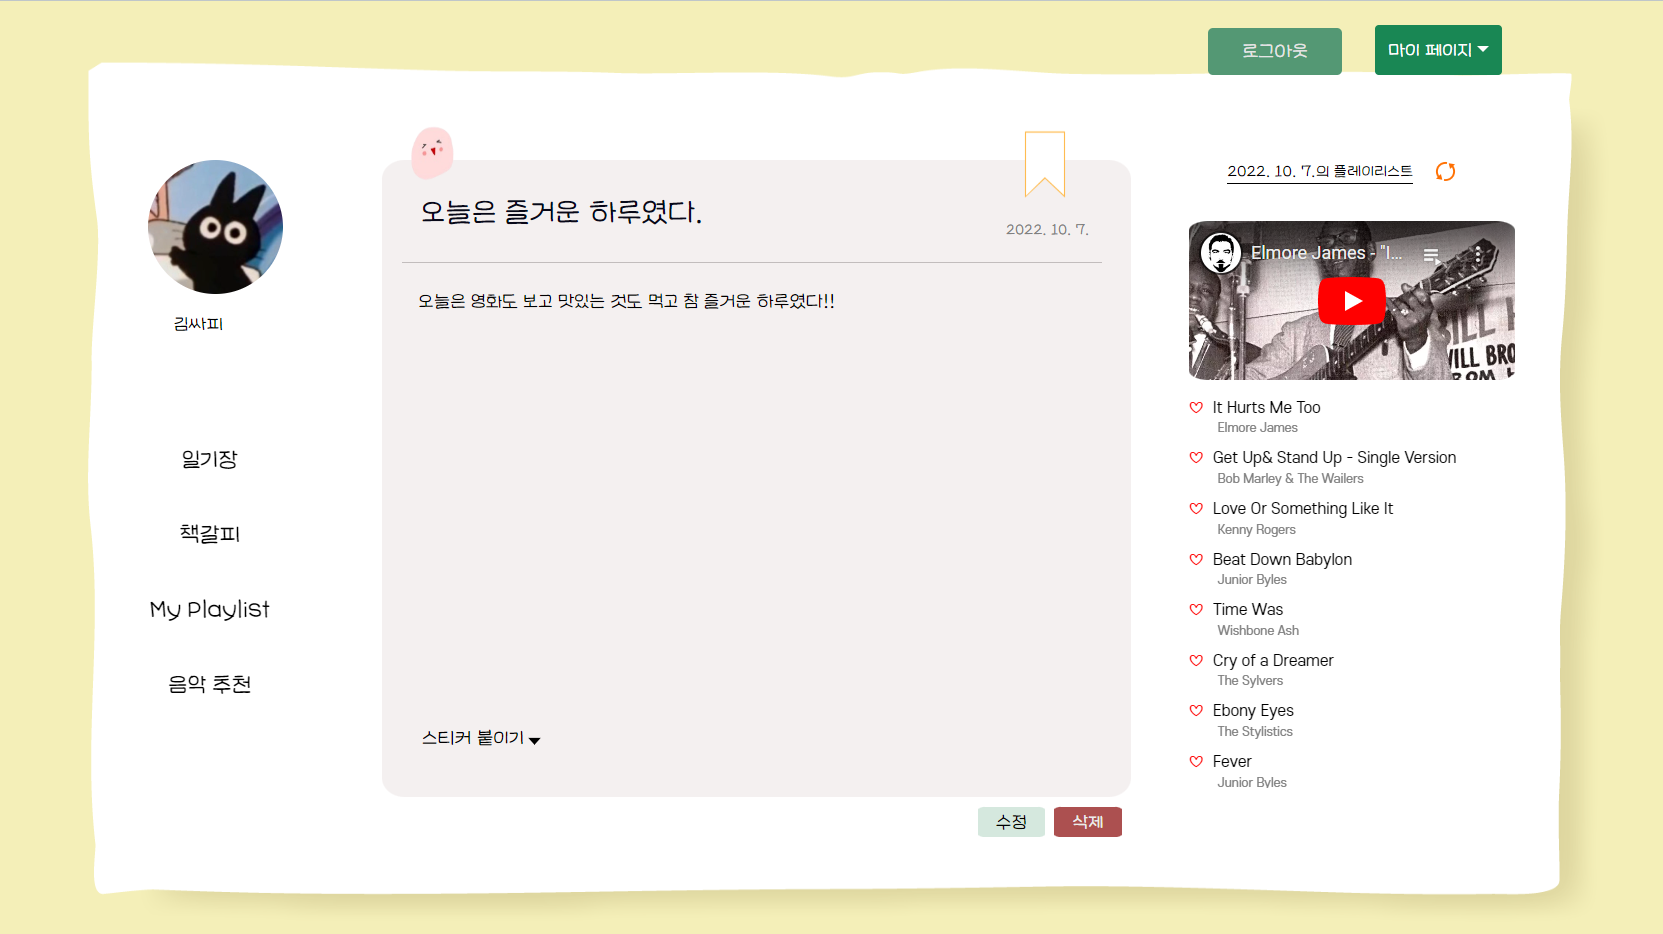 로그아웃
마이 페이지
김싸피
일기장
책갈피
My Playlist
음악 추천
오늘은 즐거운 하루였다.
2022. 10. 7.
오늘은 영화도 보고 맛있는 것도 먹고 참 즐거운 하루였다!!
스티커 붙이기
수정
삭제
2022. 10. 7.의 플레이리스트
Elmore James - "I...
It Hurts Me Too
Elmore James
Get Up& Stand Up - Single Version
Bob Marley & The Wailers
Love Or Something Like It
Kenny Rogers
Beat Down Babylon
Junior Byles
Time Was
Wishbone Ash
Cry of a Dreamer
The Sylvers
Ebony Eyes
The Stylistics
Fever
Junior Byles